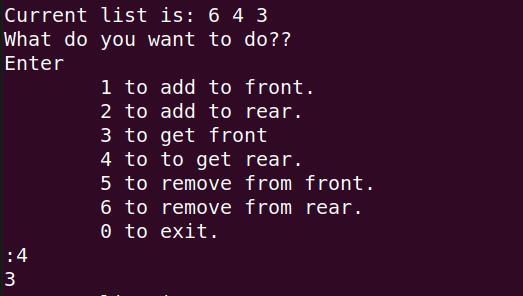 Current list is: 6 4 3
What do you want to do??
Enter
1 to add to front.
2 to add to rear.
3 to get front
4 to to get rear.
5 to remove from front.
6 to remove from rear.
0 to exit.
:4
3